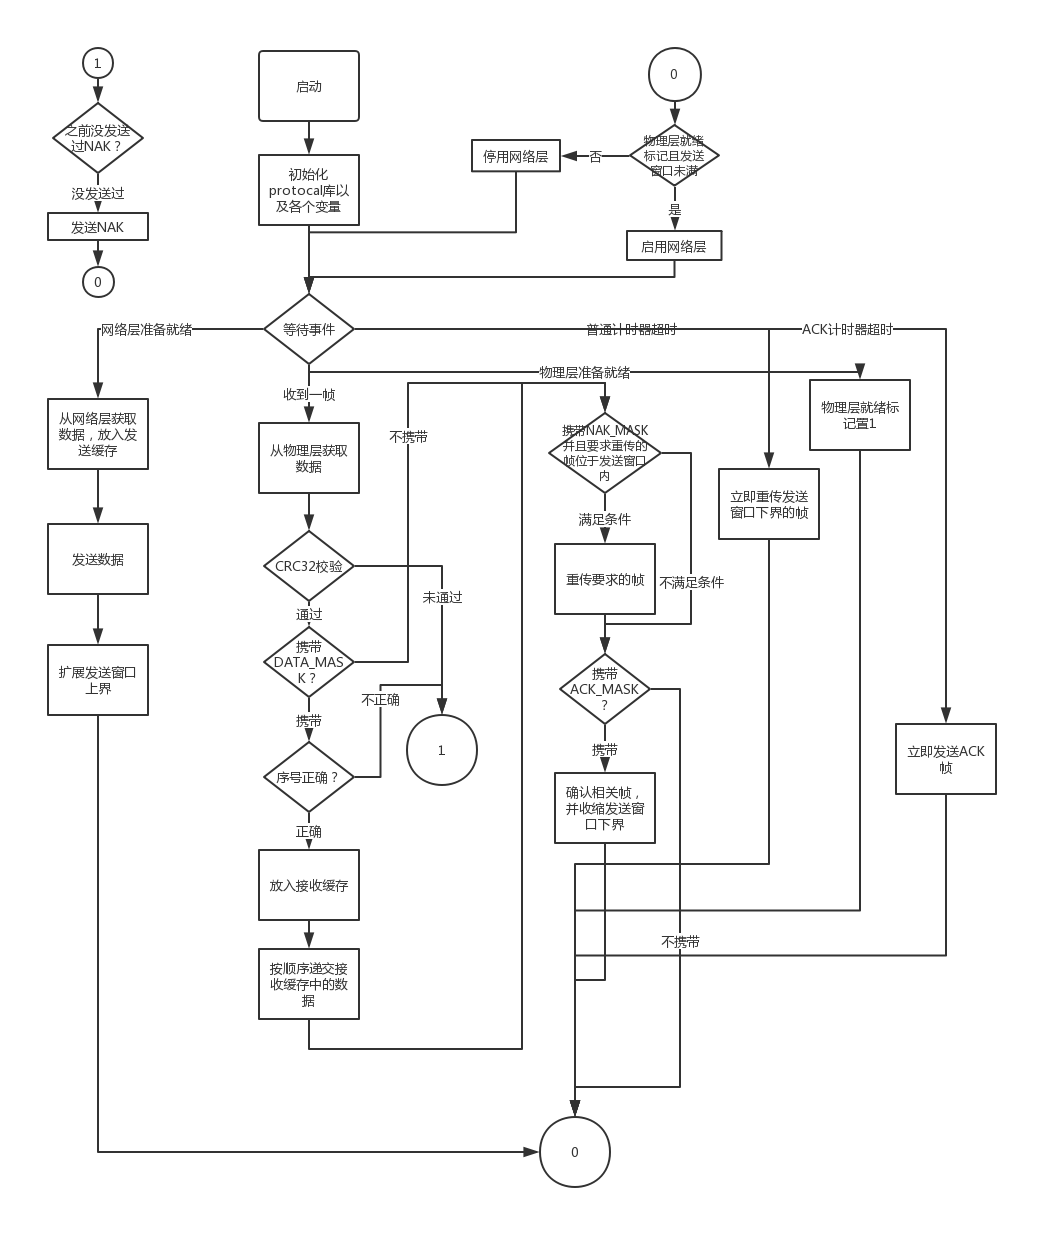 1
之前没发送
过NAK？
没发送过
发送NAK
0
启动
初始化
protocal库以
及各个变量
0
物理层就绪
标记且发送
窗口未满
否
停用网络层
是
启用网络层
等待事件
网络层准备就绪
普通计时器超时
ACK计时器超时
物理层准备就绪
收到一帧
从网络层获取
数据，放入发
送缓存
发送数据
扩展发送窗口
上界
从物理层获取
数据
CRC32校验
未通过
通过
携带
DATA_MAS
K？
不携带
携带
序号正确？
不正确
1
正确
放入接收缓存
按顺序递交接
收缓存中的数
据
携带NAK_MASK
并且要求重传的
帧位于发送窗口
内
满足条件
不满足条件
重传要求的帧
携带
ACK_MASK
？
携带
不携带
确认相关帧，
并收缩发送窗
口下界
物理层就绪标
记置1
立即重传发送
窗口下界的帧
立即发送ACK
帧
0